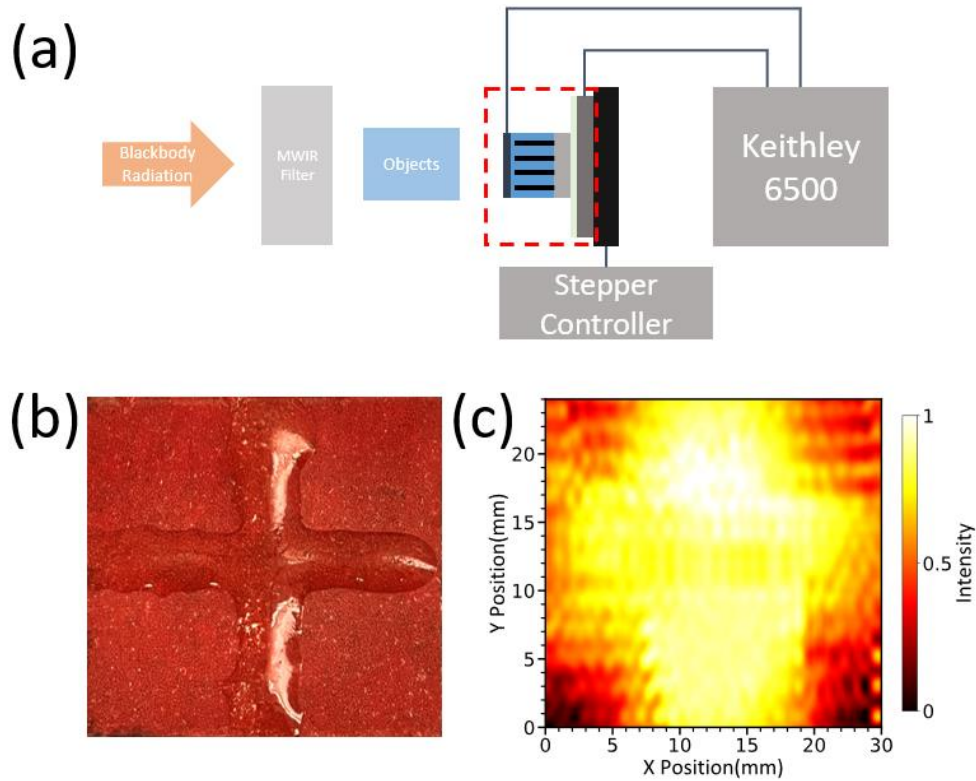 (a)
Blackbody
Radiation
MWIR
Filter
Objects
Keithley
6500
Stepper
Controller
(b)
(c)
20
15
10
5
0
Y Position(mm)
0 5 10 15 20 25 30
X Position(mm)
1
0.5
0
Intensity